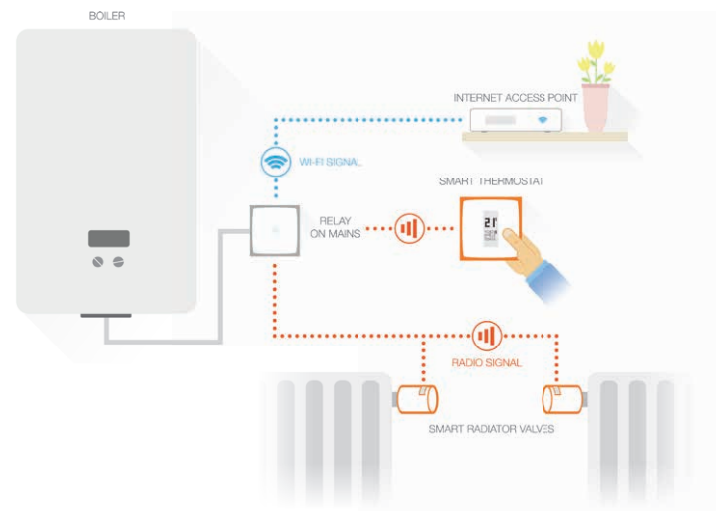 BOILER
INTERNET ACCESS POINT
WI-FI SIGNAL
SMART THERMOSTAT
RELAY
ON MAINS
21
RADIO SIGNAL
SMART RADIATOR VALVES